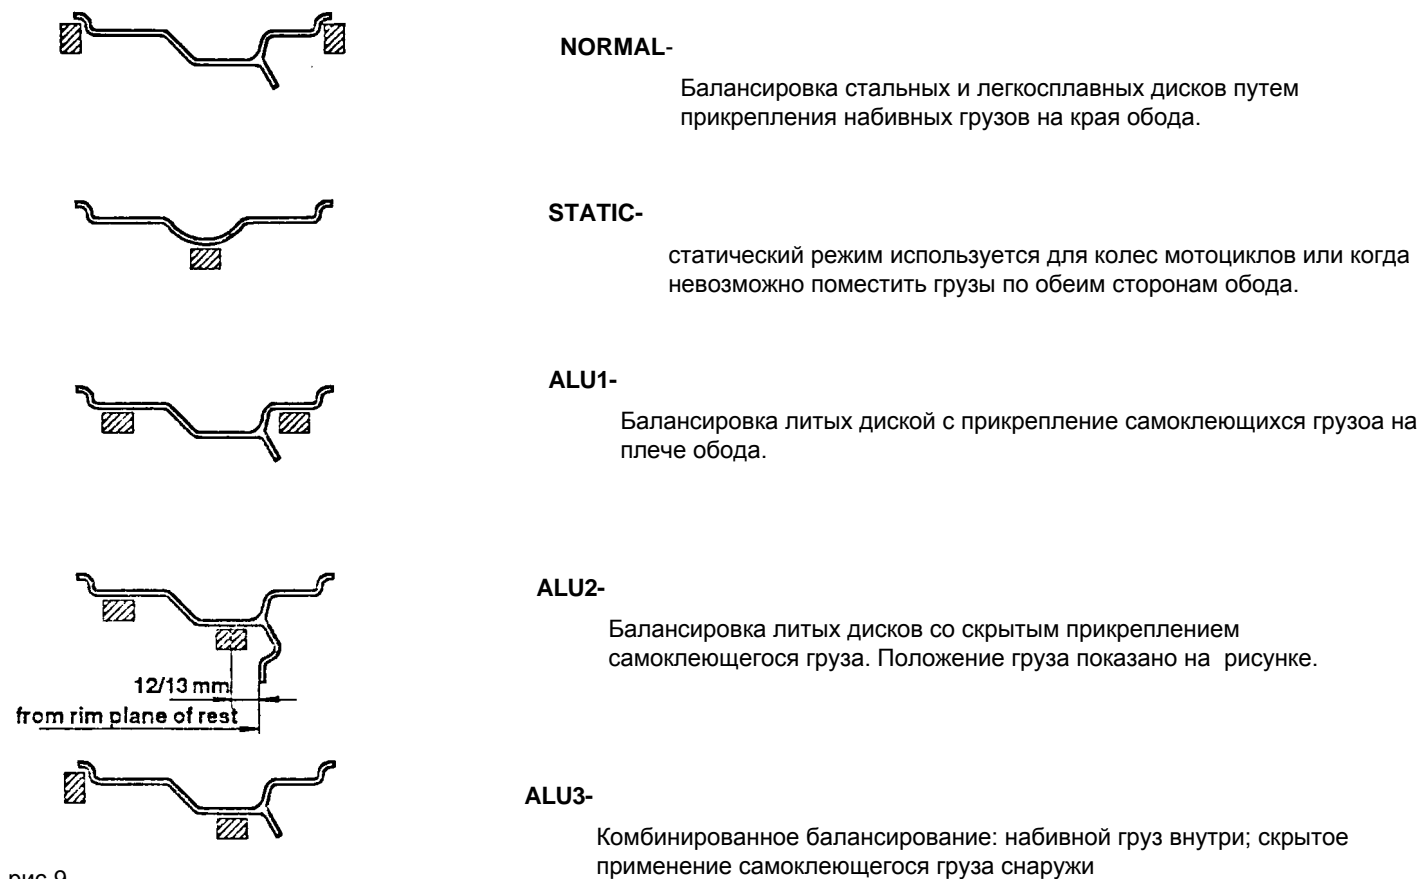 NORMAL-
Балансировка стальных и легкосплавных дисков путем
прикрепления набивных грузов на края обода.
STATIC-
статический режим используется для колес мотоциклов или когда
невозможно поместить грузы по обеим сторонам обода.
ALU1-
Балансировка литых диской с прикрепление самоклеющихся грузоа на
плече обода.
ALU2-
Балансировка литых дисков со скрытым прикреплением
самоклеющегося груза. Положение груза показано на рисунке.
12/13 mm
from rim plane of rest
ALU3-
Комбинированное балансирование: набивной груз внутри; скрытое
применение самоклеющегося груза снаружи
рис 9